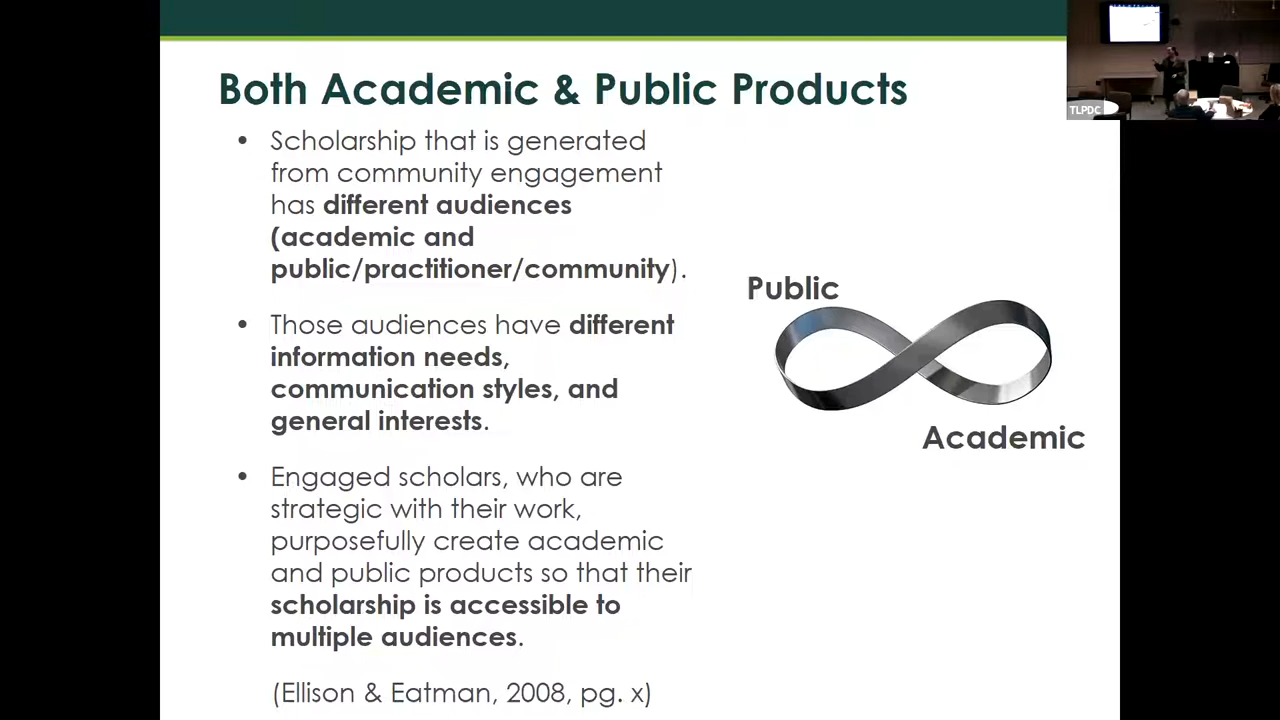 Both Academic & Public Products
• Scholarship that is generated
from community engagement
has different audiences
(academic and
public/practitioner/community).
• Those audiences have different
information needs,
communication styles, and
general interests.
• Engaged scholars, who are
strategic with their work,
purposefully create academic
and public products so that their
scholarship is accessible to
multiple audiences.
(Ellison & Eatman, 2008, pg. x)
Public
Academic
TLPDC